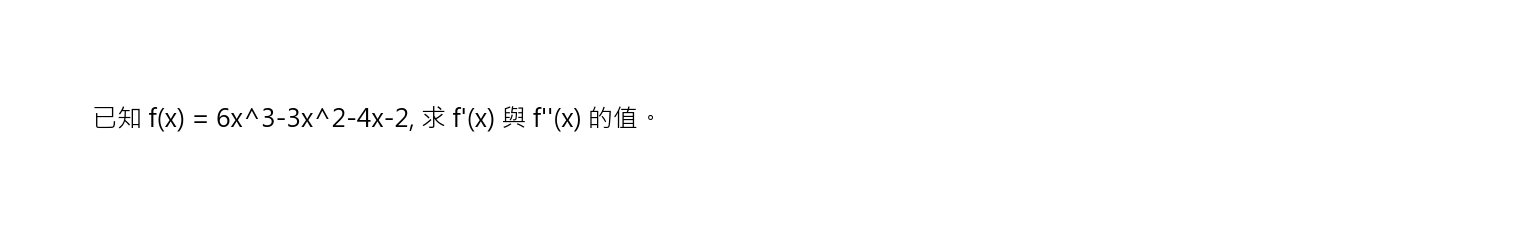 已知 f(x) = 6x^3-3x^2-4x-2, 求 f'(x) 與 f''(x) 的值。